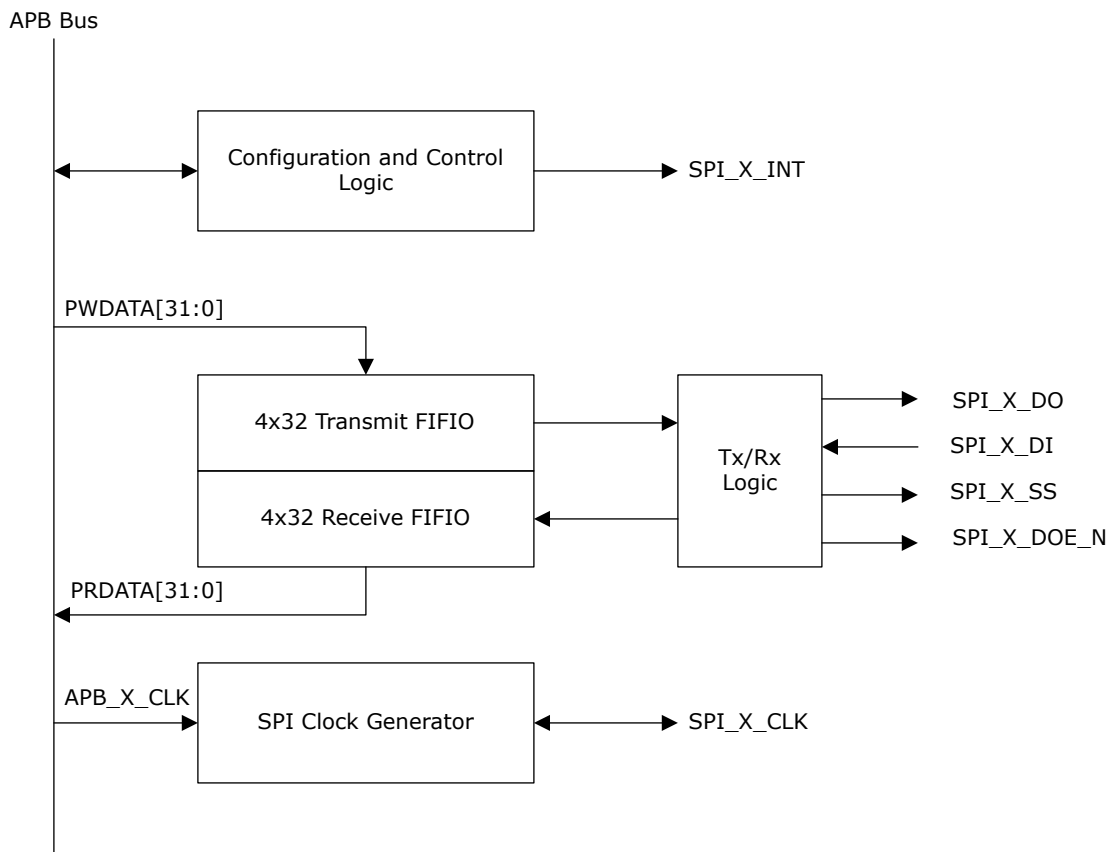 APB Bus
Configuration and Control
Logic
SPI_X_INT
PWDATA[31:0]
4x32 Transmit FIFIO
4x32 Receive FIFIO
Tx/Rx
Logic
SPI_X_DO
SPI_X_DI
SPI_X_SS
SPI_X_DOE_N
PRDATA[31:0]
APB_X_CLK
SPI Clock Generator
SPI_X_CLK